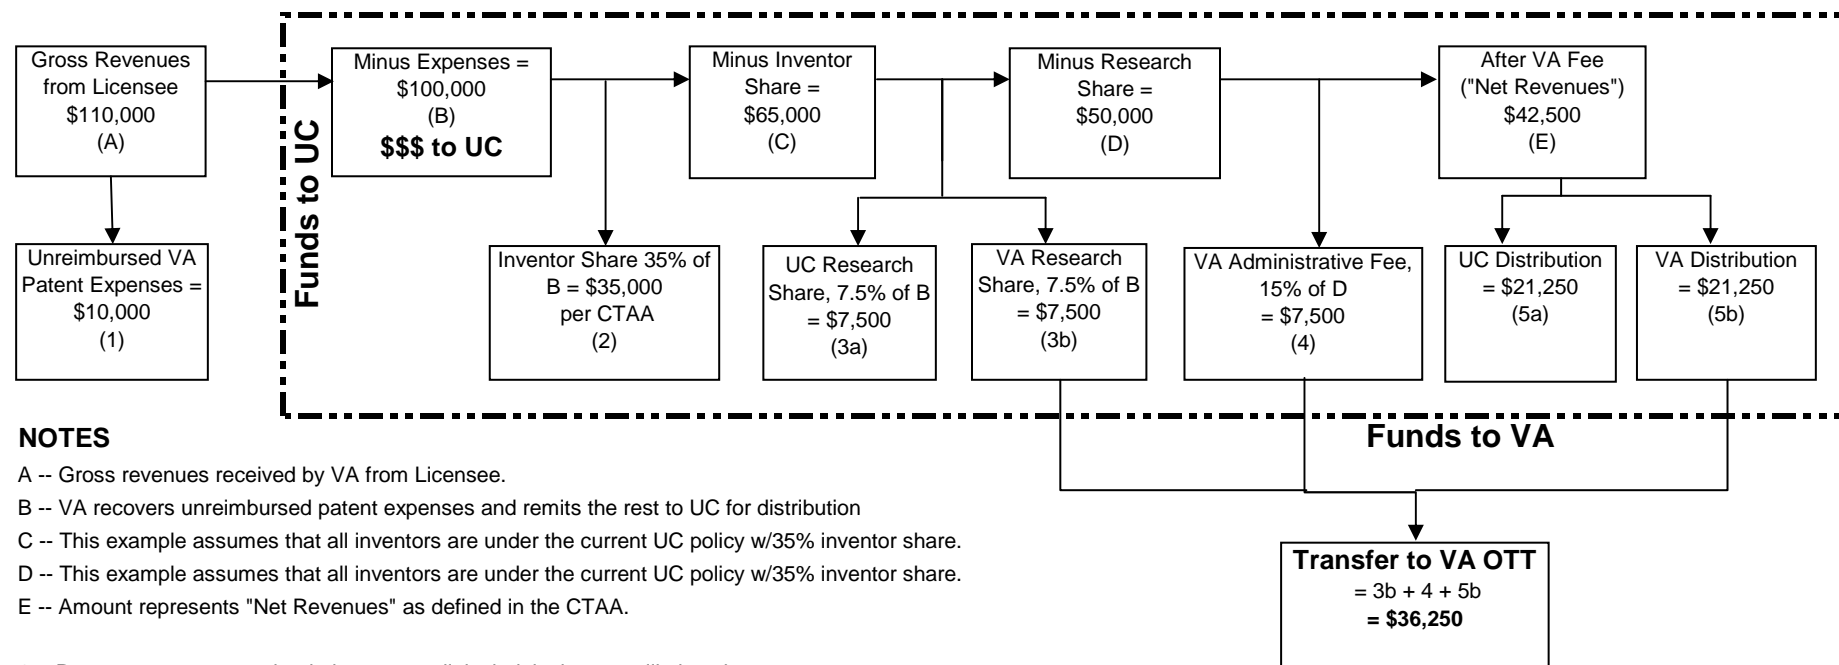 Gross Revenues
from Licensee
$110,000
(A)
Minus Expenses =
$100,000
(B)
$$$ to UC
Minus Inventor
Share =
$65,000
(C)
Minus Research
Share =
$50,000
(D)
After VA Fee
("Net Revenues")
$42,500
(E)
Funds to UC
Unreimbursed VA
Patent Expenses =
$10,000
(1)
Inventor Share 35% of
B = $35,000
per CTAA
(2)
UC Research
Share, 7.5% of B
= $7,500
(3a)
VA Research
Share, 7.5% of B
= $7,500
(3b)
VA Administrative Fee,
15% of D
= $7,500
(4)
UC Distribution
= $21,250
(5a)
VA Distribution
= $21,250
(5b)
Funds to VA
Transfer to VA OTT
= 3b + 4 + 5b
= $36,250
NOTES
A -- Gross revenues received by VA from Licensee.
B -- VA recovers unreimbursed patent expenses and remits the rest to UC for distribution
C -- This example assumes that all inventors are under the current UC policy w/35% inventor share.
D -- This example assumes that all inventors are under the current UC policy w/35% inventor share.
E -- Amount represents "Net Revenues" as defined in the CTAA.